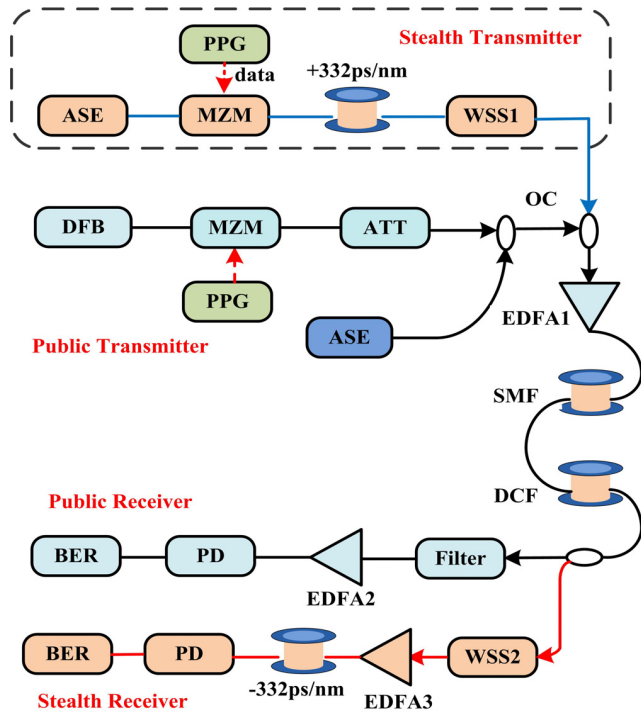 PPG
Stealth Transmitter
data
+332ps/nm
ASE
MZM
WSS1
OC
DFB
MZM
ATT
PPG
EDFA1
Public Transmitter
ASE
SMF
DCF
Public Receiver
BER
PD
Filter
EDFA2
BER
PD
WSS2
-332ps/nm
EDFA3
Stealth Receiver